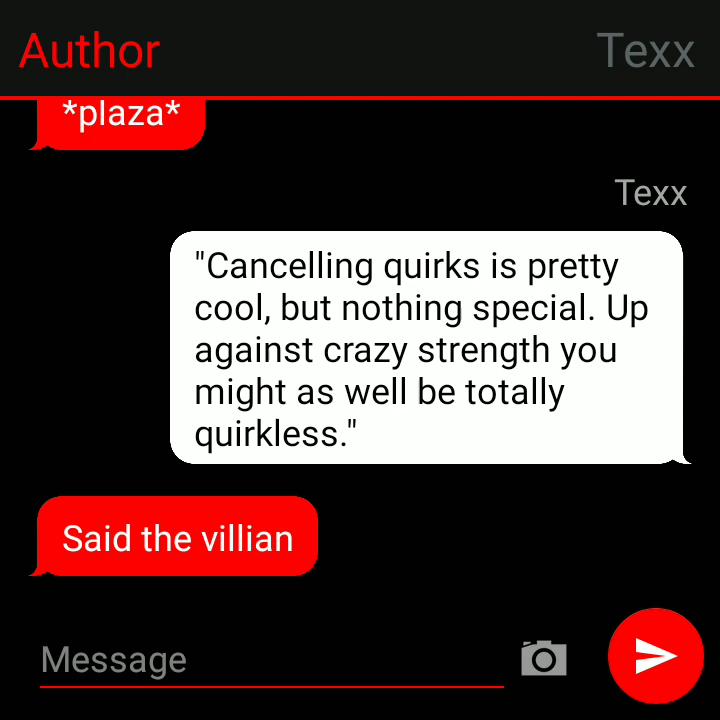 Author
Texx
*plaza*
Texx
"Cancelling quirks is pretty
cool, but nothing special. Up
against crazy strength you
might as well be totally
quirkless."
Said the villian
Message